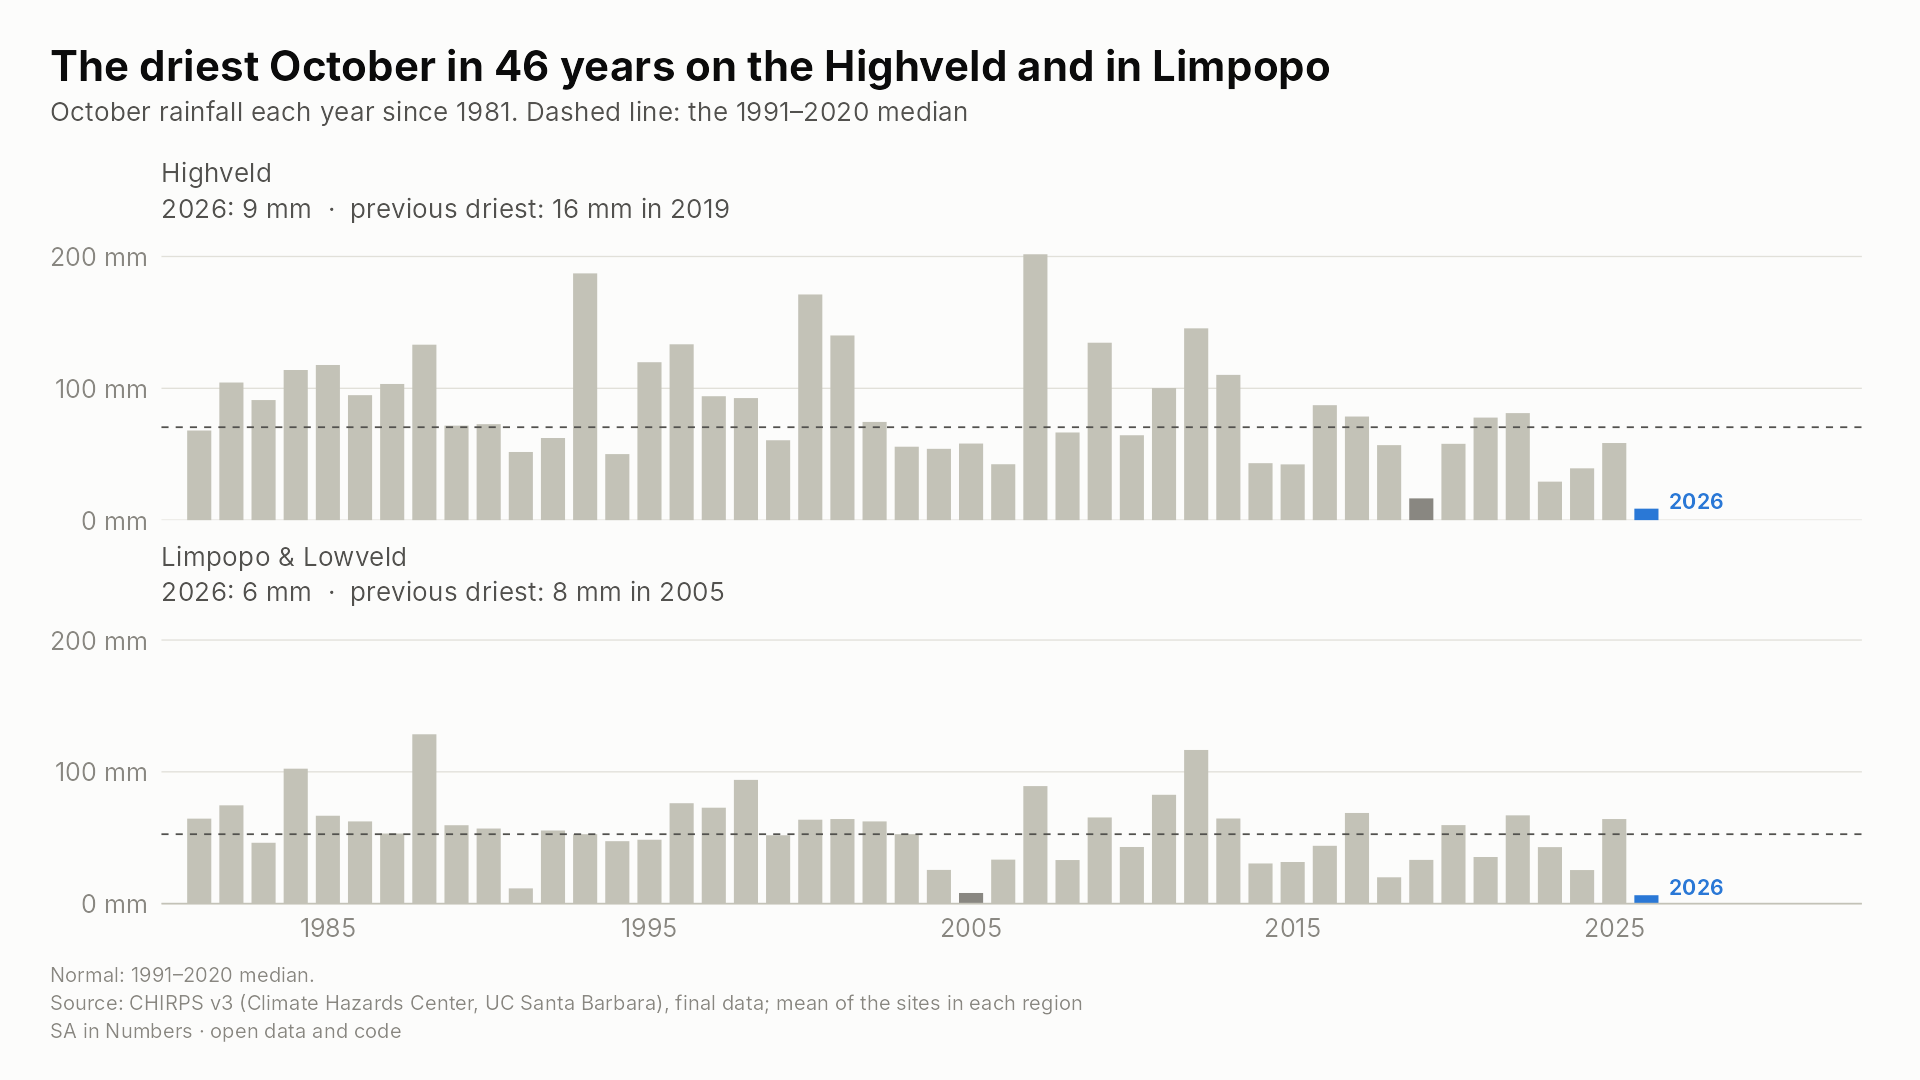 The driest October in 46 years on the Highveld and in Limpopo
October rainfall each year since 1981. Dashed line: the 1991–2020 median
Highveld
2026: 9 mm · previous driest: 16 mm in 2019
200 mm
100 mm
0 mm
2026
Limpopo & Lowveld
2026: 6 mm · previous driest: 8 mm in 2005
200 mm
100 mm
0 mm
2026
1985 1995 2005 2015 2025
Normal: 1991–2020 median.
Source: CHIRPS v3 (Climate Hazards Center, UC Santa Barbara), final data; mean of the sites in each region
SA in Numbers · open data and code